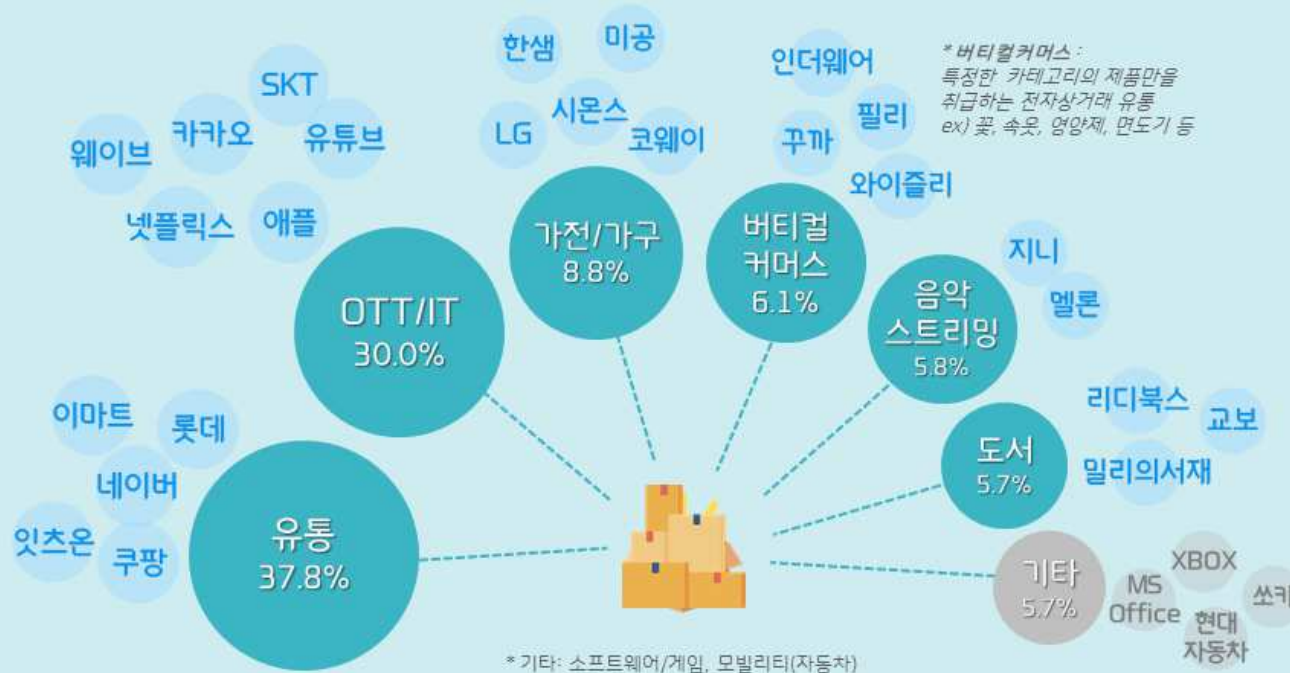 SKT
웨이브
카카오
유튜브
넷플릭스
애플
OTT/IT
30.0%
한샘
미공
LG
시몬스
코웨이
가전/가구
8.8%
인더웨어
필리
꾸까
와이즐리
버티컬
커머스
6.1%
* 버티컬커머스 :
특정한 카테고리의 제품만을
취급하는 전자상거래 유통
ex) 꽃, 속옷, 영양제, 면도기 등
지니
멜론
음악
스트리밍
5.8%
이마트
롯데
네이버
잇츠온
쿠팡
유통
37.8%
리디북스
교보
밀리의서재
도서
5.7%
기타
5.7%
XBOX
MS
Office
쏘카
현대
자동차
* 기타: 소프트웨어/게임, 모빌리티(자동차)